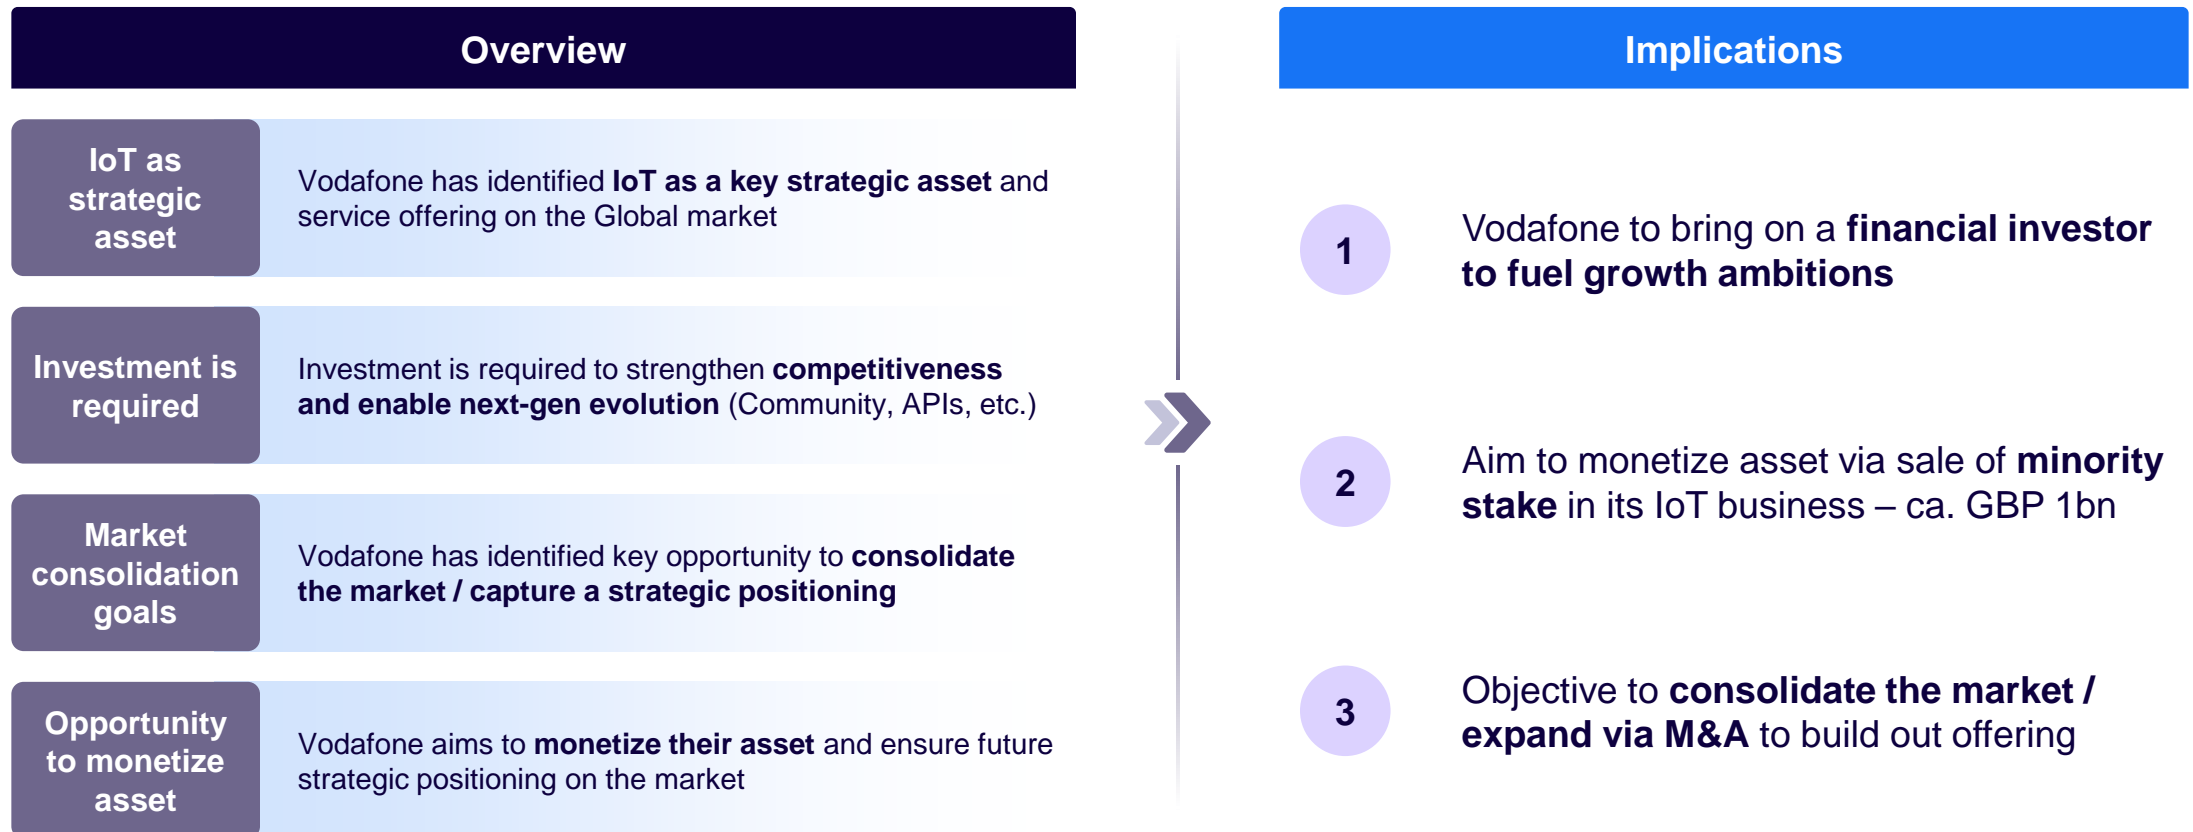 Overview
IoT as
strategic
asset
Vodafone has identified IoT as a key strategic asset and
service offering on the Global market
Investment is
required
Investment is required to strengthen competitiveness
and enable next-gen evolution (Community, APIs, etc.)
Market
consolidation
goals
Vodafone has identified key opportunity to consolidate
the market / capture a strategic positioning
Opportunity
to monetize
asset
Vodafone aims to monetize their asset and ensure future
strategic positioning on the market
Implications
1
Vodafone to bring on a financial investor
to fuel growth ambitions
2
Aim to monetize asset via sale of minority
stake in its IoT business – ca. GBP 1bn
3
Objective to consolidate the market /
expand via M&A to build out offering